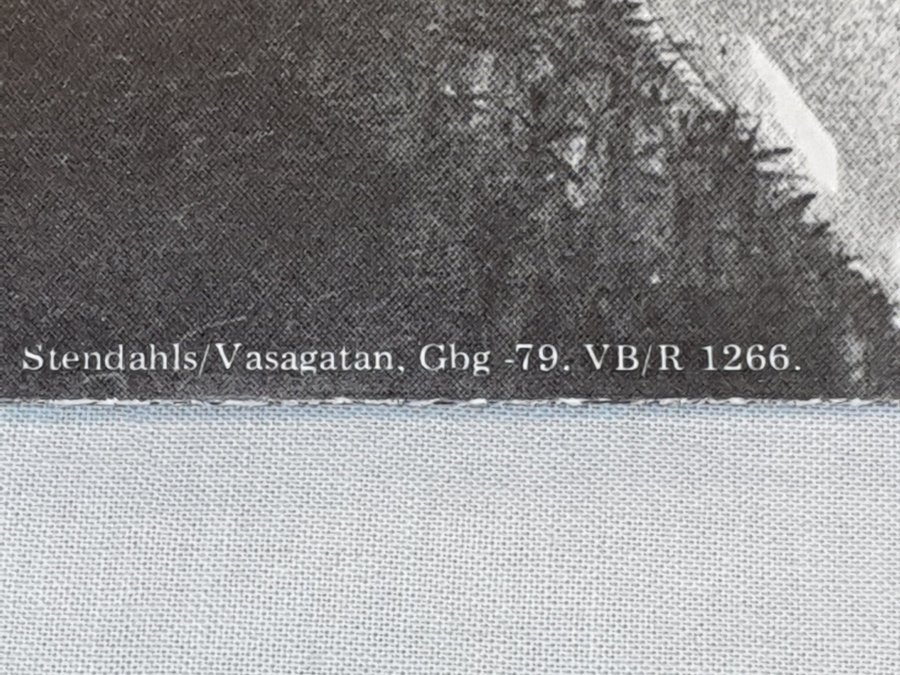 Stendahls/Vasagatan, Gbg -79. VB/R 1266.